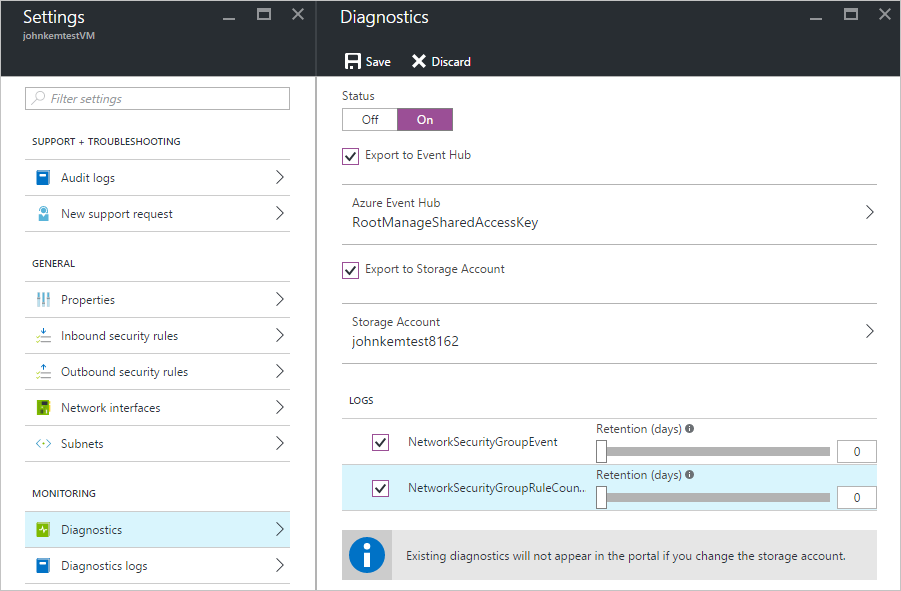 Settings
johnkemtestVM
Filter settings
SUPPORT + TROUBLESHOOTING
Audit logs
New support request
GENERAL
Properties
Inbound security rules
Outbound security rules
Network interfaces
Subnets
MONITORING
Diagnostics
Diagnostics logs
Diagnostics
Save Discard
Status
Off On
Export to Event Hub
Azure Event Hub
RootManageSharedAccessKey
Export to Storage Account
Storage Account
johnkemtest8162
LOGS
Retention (days)
NetworkSecurityGroupEvent 0
Retention (days)
NetworkSecurityGroupRuleCoun.. 0
Existing diagnostics will not appear in the portal if you change the storage account.